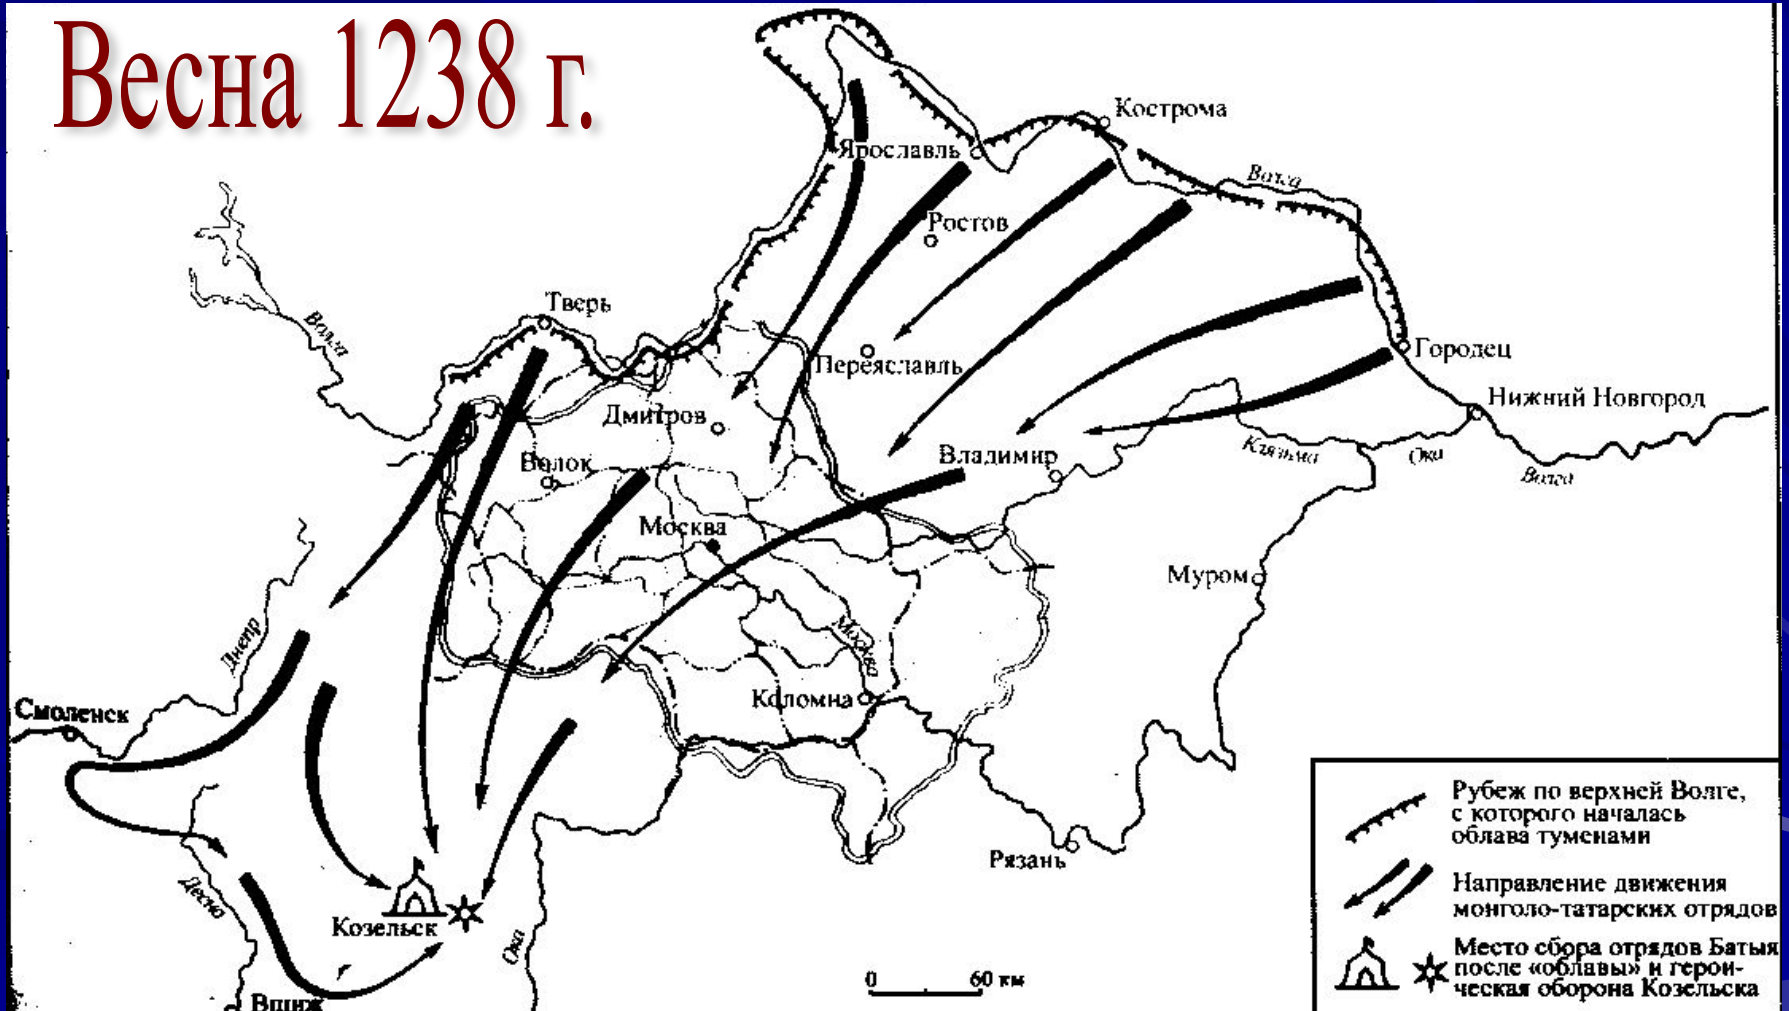 Весна 1238 г.
Кострома
Ярославль
Волга
Ростов
Тверь
Волга
Городец
Переяславль
Нижний Новгород
Дмитров
Владимир
Клязьма
Ока
Волга
Волок
Москва
Муром
Днепр
Москва
Коломна
Смоленск
Рязань
Десна
Козельск
Ока
Вщиж
0 60 км
Рубеж по верхней Волге,
с которого началась
облава туменами
Направление движения
монголо-татарских отрядов
Место сбора отрядов Батыя
после «облавы» и герои-
ческая оборона Козельска